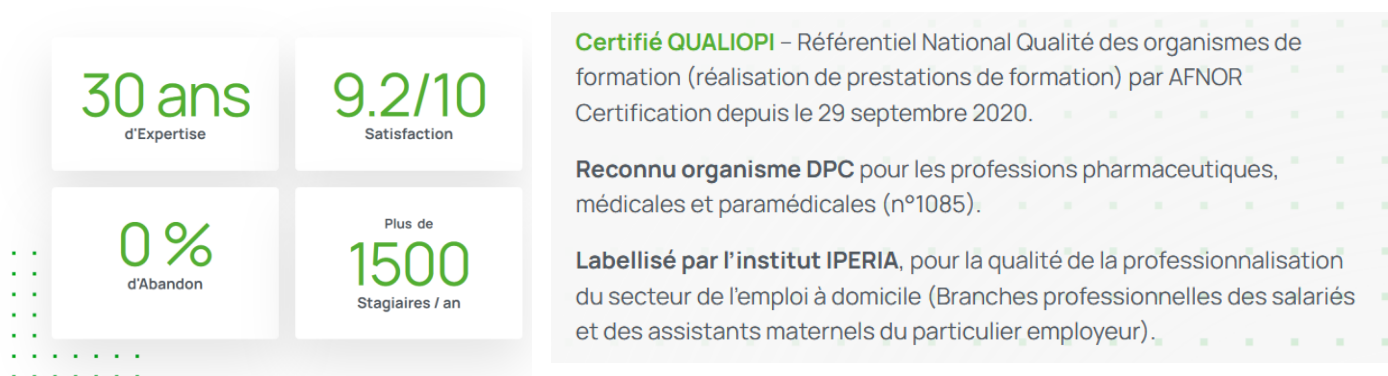 30 ans
d'Expertise
9.2/10
Satisfaction
0 %
d'Abandon
Plus de
1500
Stagiaires / an
Certifié QUALIOPI – Référentiel National Qualité des organismes de
formation (réalisation de prestations de formation) par AFNOR
Certification depuis le 29 septembre 2020.
Reconnu organisme DPC pour les professions pharmaceutiques,
médicales et paramédicales (n°1085).
Labellisé par l'institut IPERIA, pour la qualité de la professionnalisation
du secteur de l'emploi à domicile (Branches professionnelles des salariés
et des assistants maternels du particulier employeur).